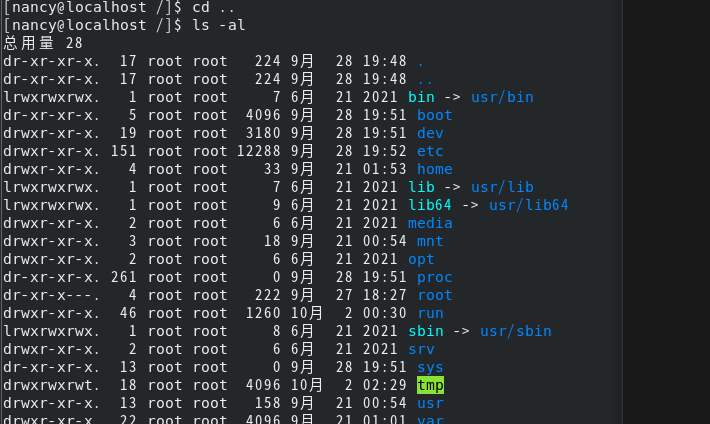 [nancy@localhost /]$ cd ..
[nancy@localhost /]$ ls -al
总用量 28
dr-xr-xr-x.  17 root root   224 9月  28 19:48 .
dr-xr-xr-x.  17 root root   224 9月  28 19:48 ..
lrwxrwxrwx.   1 root root     7 6月  21 2021 bin -> usr/bin
dr-xr-xr-x.   5 root root  4096 9月  28 19:51 boot
drwxr-xr-x.  19 root root  3180 9月  28 19:51 dev
drwxr-xr-x. 151 root root 12288 9月  28 19:52 etc
drwxr-xr-x.   4 root root    33 9月  21 01:53 home
lrwxrwxrwx.   1 root root     7 6月  21 2021 lib -> usr/lib
lrwxrwxrwx.   1 root root     9 6月  21 2021 lib64 -> usr/lib64
drwxr-xr-x.   2 root root     6 6月  21 2021 media
drwxr-xr-x.   3 root root    18 9月  21 00:54 mnt
drwxr-xr-x.   2 root root     6 6月  21 2021 opt
dr-xr-xr-x. 261 root root     0 9月  28 19:51 proc
dr-xr-x---.   4 root root   222 9月  27 18:27 root
drwxr-xr-x.  46 root root  1260 10月   2 00:30 run
lrwxrwxrwx.   1 root root     8 6月  21 2021 sbin -> usr/sbin
drwxr-xr-x.   2 root root     6 6月  21 2021 srv
dr-xr-xr-x.  13 root root     0 9月  28 19:51 sys
drwxrwxrwt.  18 root root  4096 10月   2 02:29 tmp
drwxr-xr-x.  13 root root   158 9月  21 00:54 usr
drwxr-xr-x.  22 root root  4096 9月  21 01:01 var